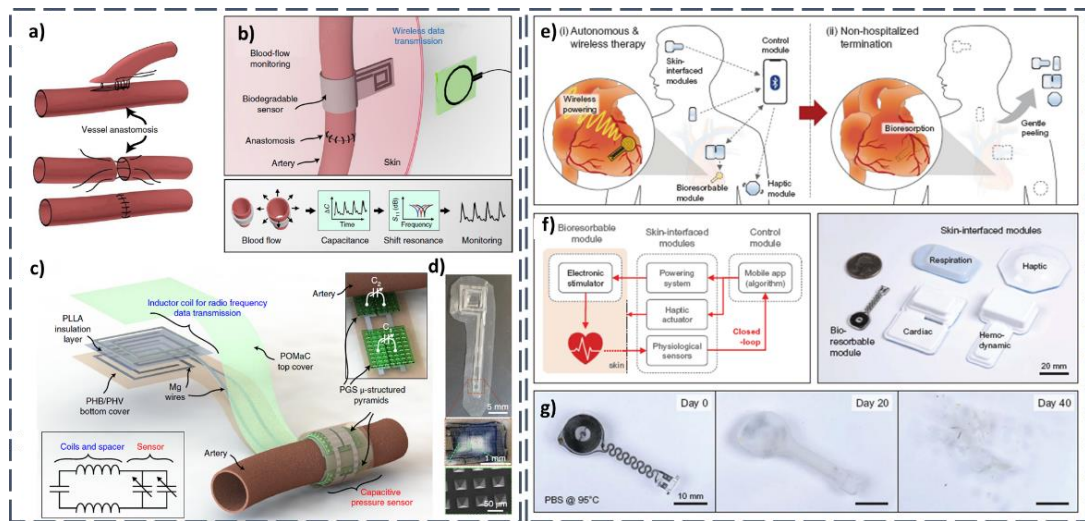 a)
Vessel anastomosis
b)
Wireless data
transmission
Blood-flow
monitoring
Biodegradable
sensor
Anastomosis
Artery
Skin
ΔC
Time
S11 (dB)
Frequency
Blood flow
Capacitance
Shift resonance
Monitoring
c)
Inductor coil for radio frequency
data transmission
PLLA
insulation
layer
POMaC
top cover
Mg
wires
PHB/PHV
bottom cover
Artery
C2
C1
PGS μ-structured
pyramids
Coils and spacer
Sensor
Artery
Capacitive
pressure sensor
d)
5 mm
1 mm
50 μm
e)
(i) Autonomous &
wireless therapy
Skin-
interfaced
modules
Control
module
Wireless
powering
Bioresorbable
module
Haptic
module
(ii) Non-hospitalized
termination
Bioresorption
Gentle
peeling
f)
Bioresorbable
module
Skin-interfaced
modules
Control
module
Electronic
stimulator
Powering
system
Mobile app
(algorithm)
Haptic
actuator
Closed
-loop
Physiological
sensors
skin
Skin-interfaced modules
Respiration
Haptic
Bio-
resorbable
module
Cardiac
Hemo-
dynamic
20 mm
g)
Day 0
Day 20
Day 40
PBS @ 95°C
10 mm